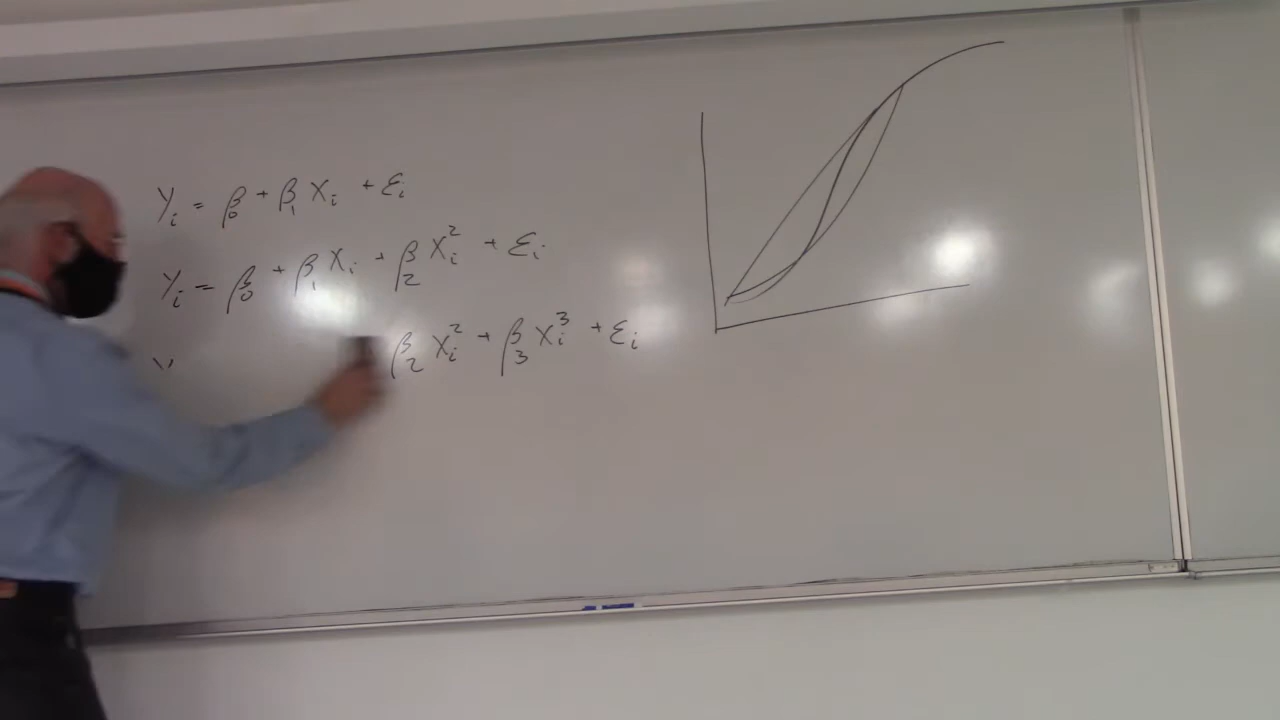 Yᵢ = β₀ + β₁ Xᵢ + εᵢ
Yᵢ = β₀ + β₁ Xᵢ + β₂ Xᵢ² + εᵢ
β₂ Xᵢ² + β₃ Xᵢ³ + εᵢ